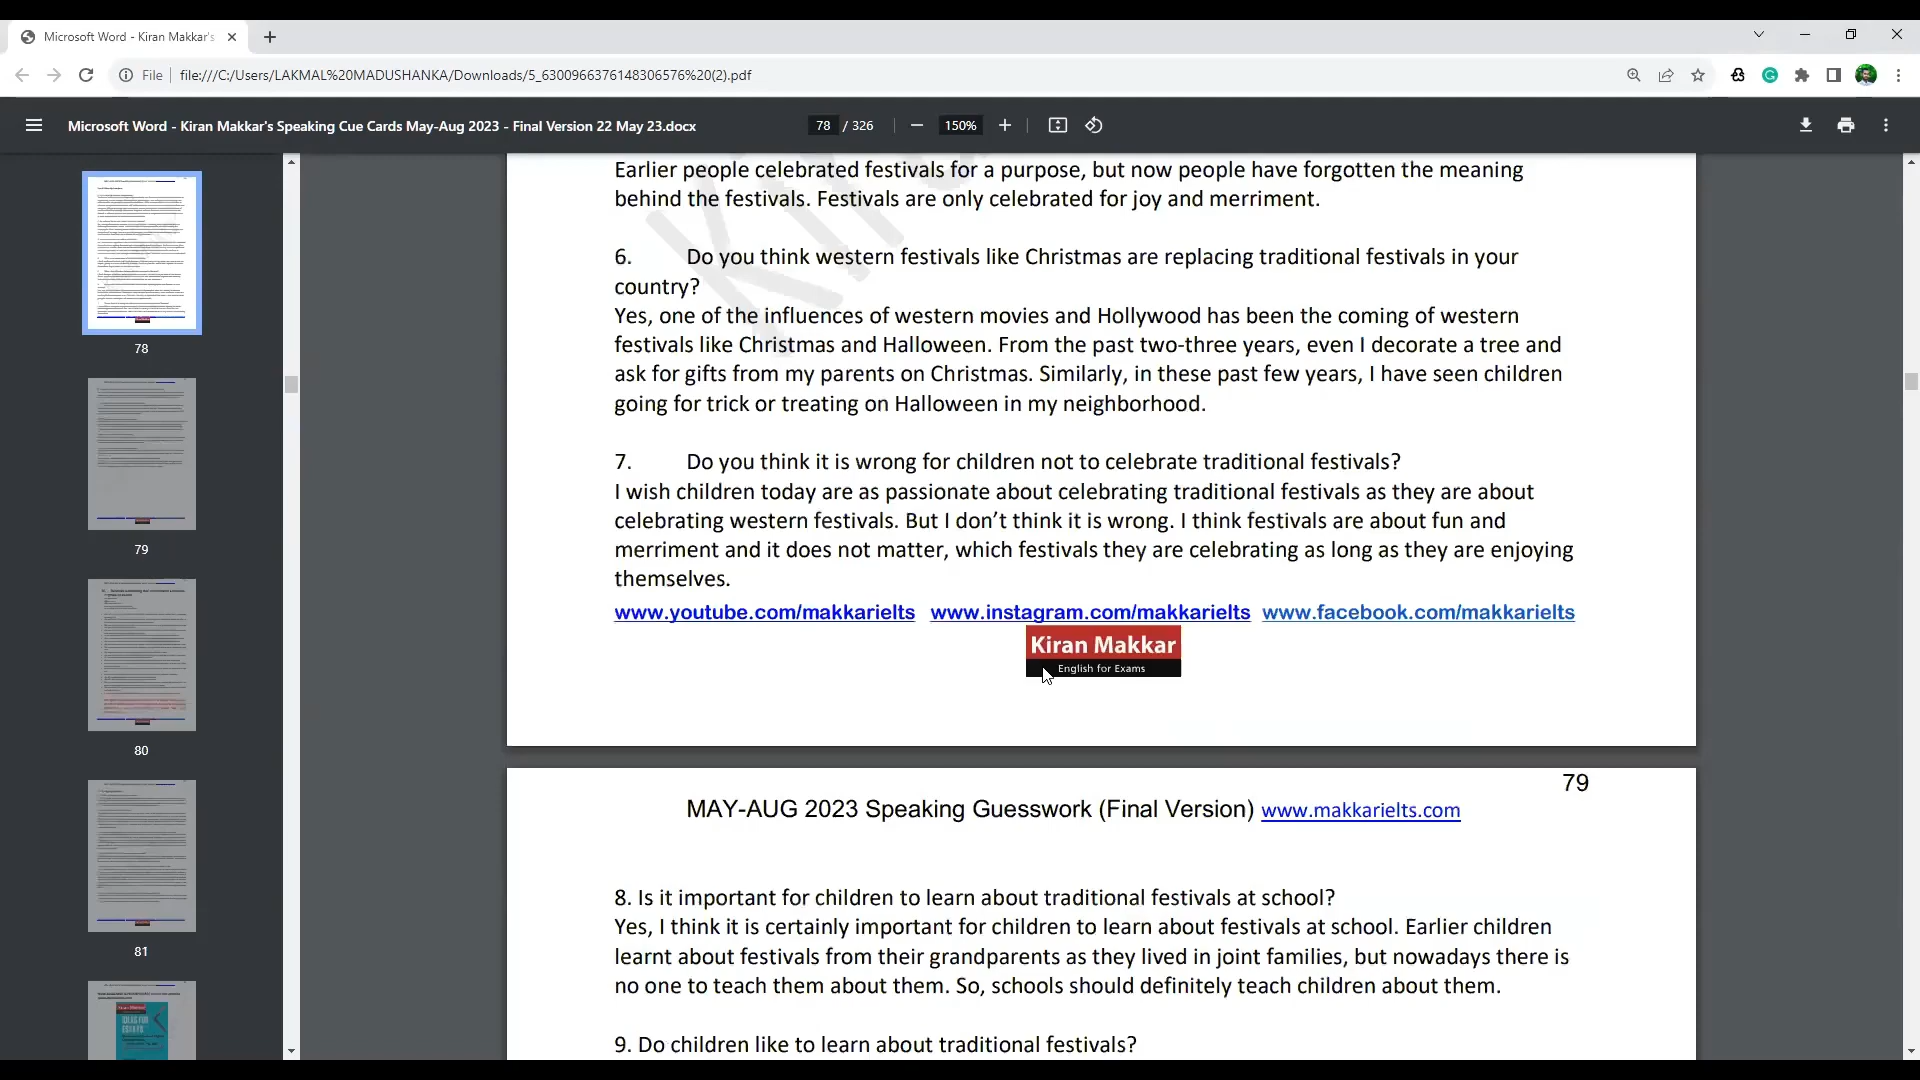 Microsoft Word - Kiran Makkar's
File file:///C:/Users/LAKMAL%20MADUSHANKA/Downloads/5_6300966376148306576%20(2).pdf
Microsoft Word - Kiran Makkar's Speaking Cue Cards May-Aug 2023 - Final Version 22 May 23.docx 78 / 326 150%
Earlier people celebrated festivals for a purpose, but now people have forgotten the meaning
behind the festivals. Festivals are only celebrated for joy and merriment.
6. Do you think western festivals like Christmas are replacing traditional festivals in your
country?
Yes, one of the influences of western movies and Hollywood has been the coming of western
festivals like Christmas and Halloween. From the past two-three years, even I decorate a tree and
ask for gifts from my parents on Christmas. Similarly, in these past few years, I have seen children
going for trick or treating on Halloween in my neighborhood.
7. Do you think it is wrong for children not to celebrate traditional festivals?
I wish children today are as passionate about celebrating traditional festivals as they are about
celebrating western festivals. But I don’t think it is wrong. I think festivals are about fun and
merriment and it does not matter, which festivals they are celebrating as long as they are enjoying
themselves.
www.youtube.com/makkarielts www.instagram.com/makkarielts www.facebook.com/makkarielts
Kiran Makkar
English for Exams
79
MAY-AUG 2023 Speaking Guesswork (Final Version) www.makkarielts.com
8. Is it important for children to learn about traditional festivals at school?
Yes, I think it is certainly important for children to learn about festivals at school. Earlier children
learnt about festivals from their grandparents as they lived in joint families, but nowadays there is
no one to teach them about them. So, schools should definitely teach children about them.
9. Do children like to learn about traditional festivals?
78
79
80
81
IDEAS FOR
ESSAYS